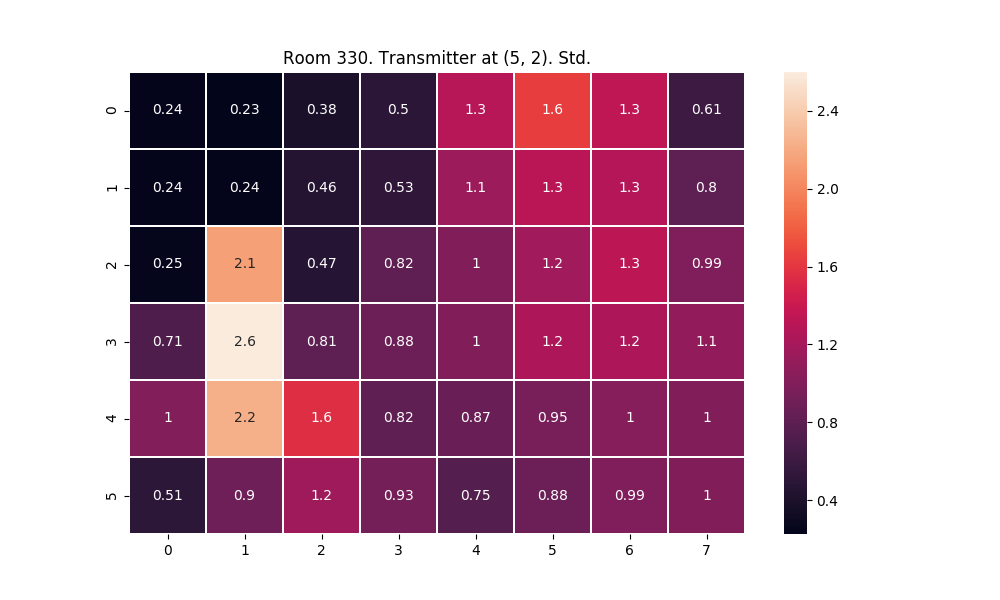 Room 330. Transmitter at (5, 2). Std.
0 0.24 0.23 0.38 0.5 1.3 1.6 1.3 0.61
1 0.24 0.24 0.46 0.53 1.1 1.3 1.3 0.8
2 0.25 2.1 0.47 0.82 1 1.2 1.3 0.99
3 0.71 2.6 0.81 0.88 1 1.2 1.2 1.1
4 1 2.2 1.6 0.82 0.87 0.95 1 1
5 0.51 0.9 1.2 0.93 0.75 0.88 0.99 1
0 1 2 3 4 5 6 7
2.4
2.0
1.6
1.2
0.8
0.4